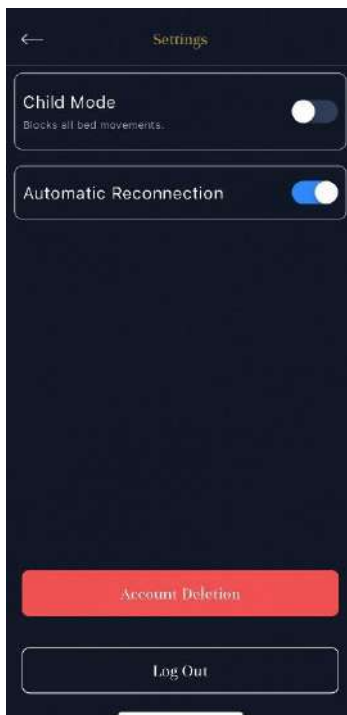 Settings
Child Mode
Blocks all bed movements.
Automatic Reconnection
Account Deletion
Log Out